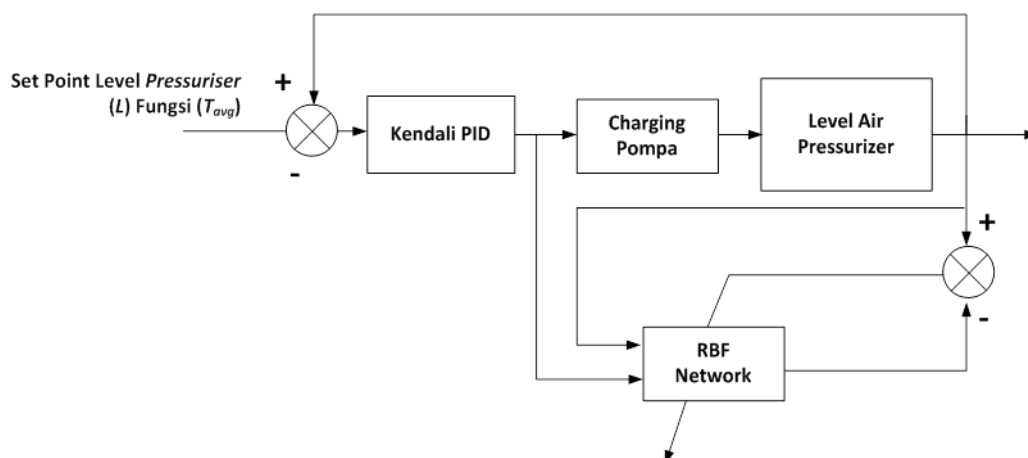 Set Point Level Pressuriser
(L) Fungsi (Tavg)
+
-
Kendali PID
Charging
Pompa
Level Air
Pressurizer
+
-
RBF
Network